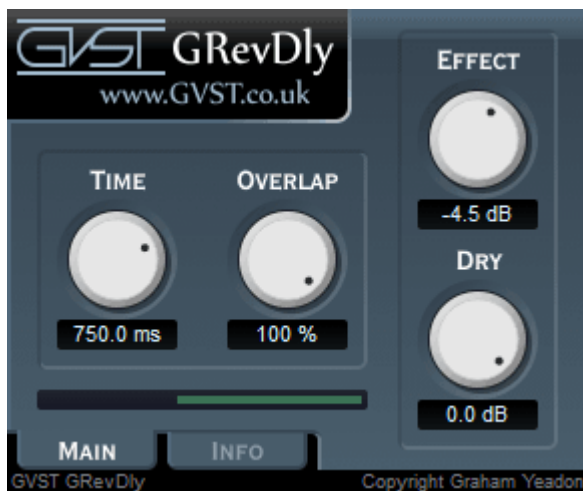 GVST GRevDly
www.GVST.co.uk
EFFECT
-4.5 dB
TIME
OVERLAP
750.0 ms
100 %
DRY
0.0 dB
MAIN
INFO
GVST GRevDly
Copyright Graham Yeadon